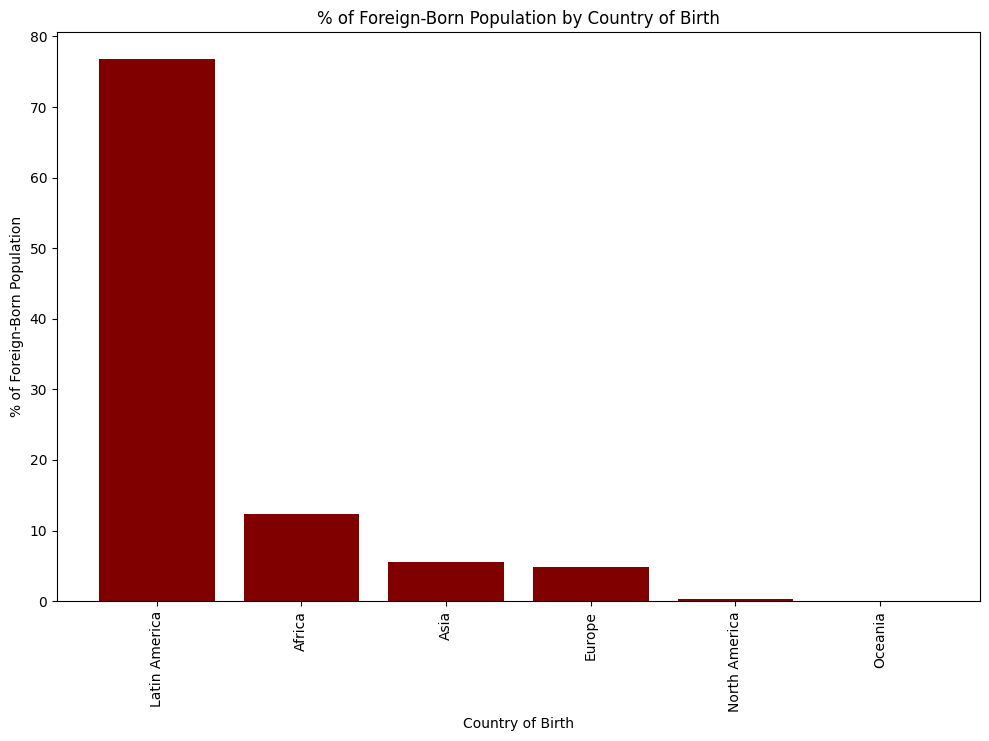 % of Foreign-Born Population by Country of Birth
% of Foreign-Born Population
80
70
60
50
40
30
20
10
0
Latin America
Africa
Asia
Europe
North America
Oceania
Country of Birth